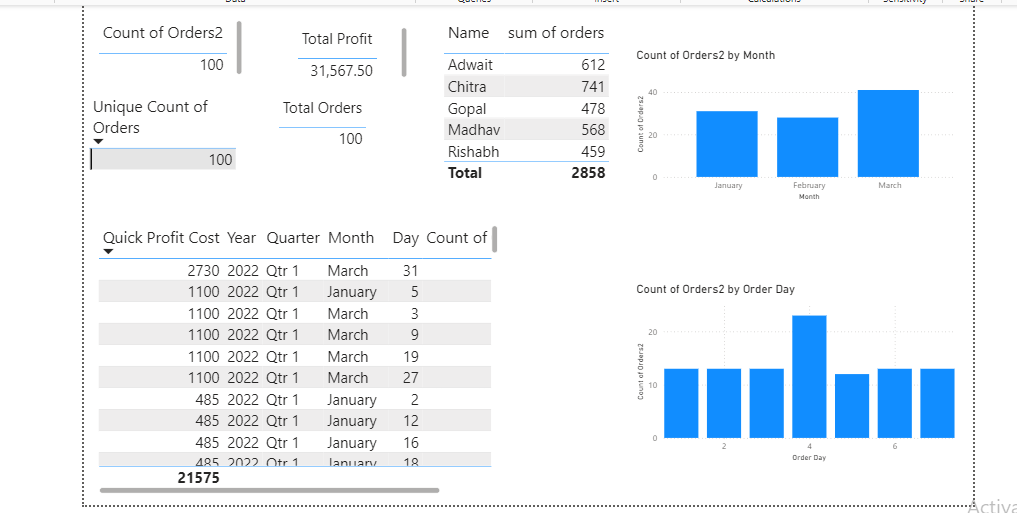 Data Queries Insert Calculations Sensitivity Share
Count of Orders2
100
Total Profit
31,567.50
Unique Count of
Orders
100
Total Orders
100
Name sum of orders
Adwait 612
Chitra 741
Gopal 478
Madhav 568
Rishabh 459
Total 2858
Count of Orders2 by Month
Count of Orders2
40
20
0
January February March
Month
Quick Profit Cost Year Quarter Month Day Count of
2730 2022 Qtr 1 March 31
1100 2022 Qtr 1 January 5
1100 2022 Qtr 1 March 3
1100 2022 Qtr 1 March 9
1100 2022 Qtr 1 March 19
1100 2022 Qtr 1 March 27
485 2022 Qtr 1 January 2
485 2022 Qtr 1 January 12
485 2022 Qtr 1 January 16
485 2022 Qtr 1 January 18
21575
Count of Orders2 by Order Day
Count of Orders2
20
10
0
2 4 6
Order Day
Activa